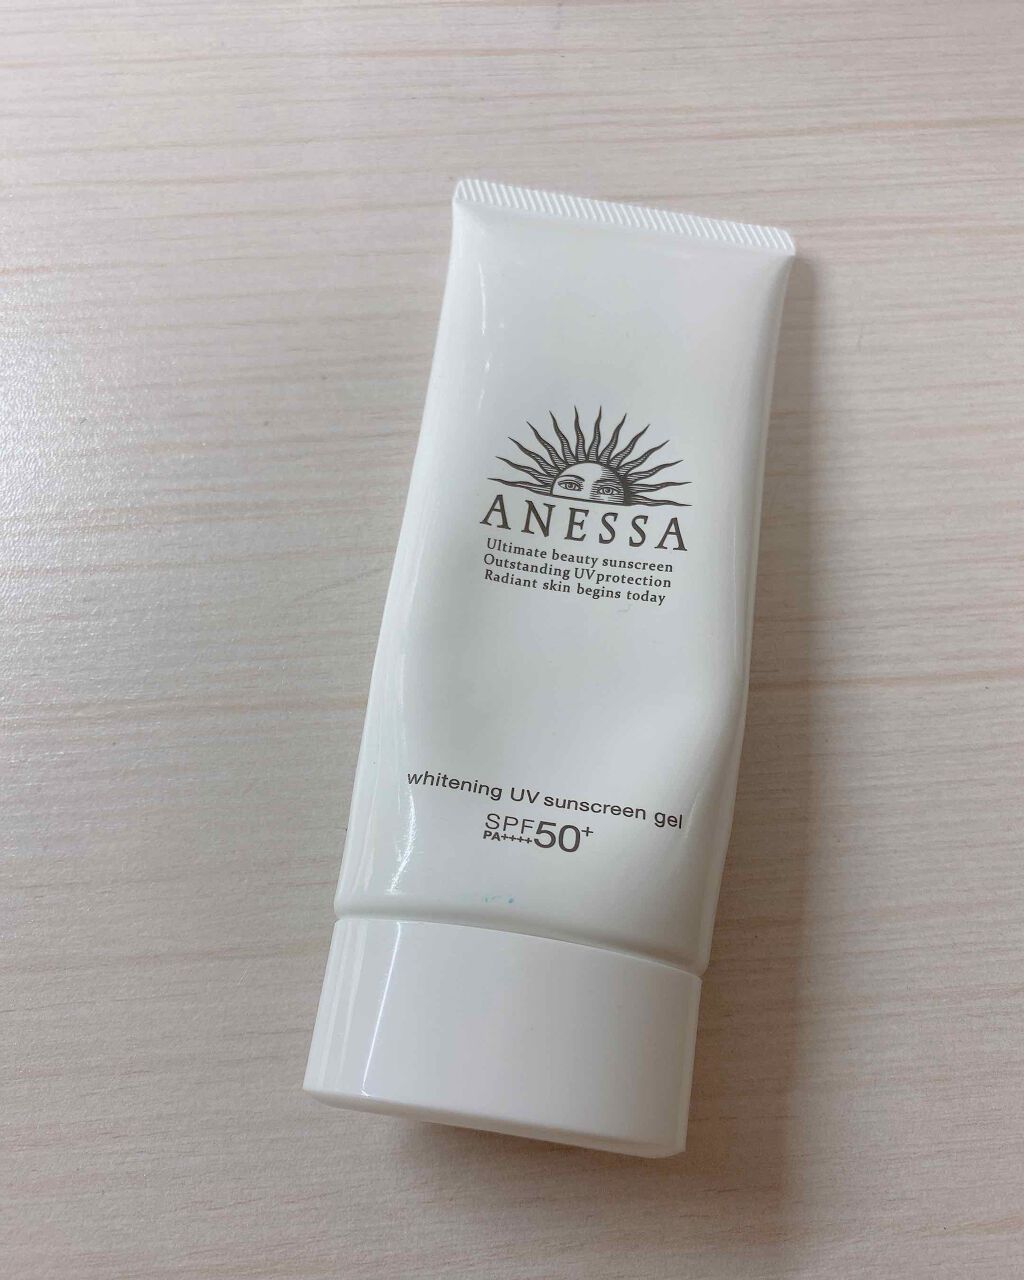 ANESSA
Ultimate beauty sunscreen
Outstanding UV protection
Radiant skin begins today
whitening UV sunscreen gel
SPF50+
PA++++